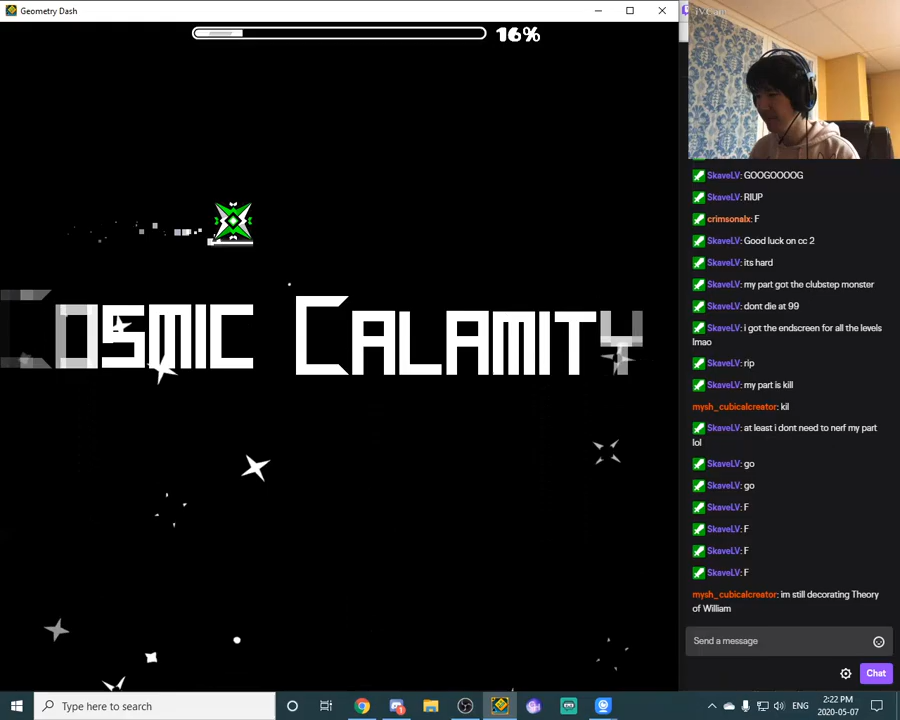 Geometry Dash
iVCam
16%
COSMIC CALAMITY
SkaveLV: GOOGOOOOG
SkaveLV: RIUP
crimsonalx: F
SkaveLV: Good luck on cc 2
SkaveLV: its hard
SkaveLV: my part got the clubstep monster
SkaveLV: dont die at 99
SkaveLV: i got the endscreen for all the levels
lmao
SkaveLV: rip
SkaveLV: my part is kill
mysh_cubicalcreator: kil
SkaveLV: at least i dont need to nerf my part
lol
SkaveLV: go
SkaveLV: go
SkaveLV: F
SkaveLV: F
SkaveLV: F
SkaveLV: F
mysh_cubicalcreator: im still decorating Theory
of William
Send a message
Chat
Type here to search
ENG
2:22 PM
2020-05-07